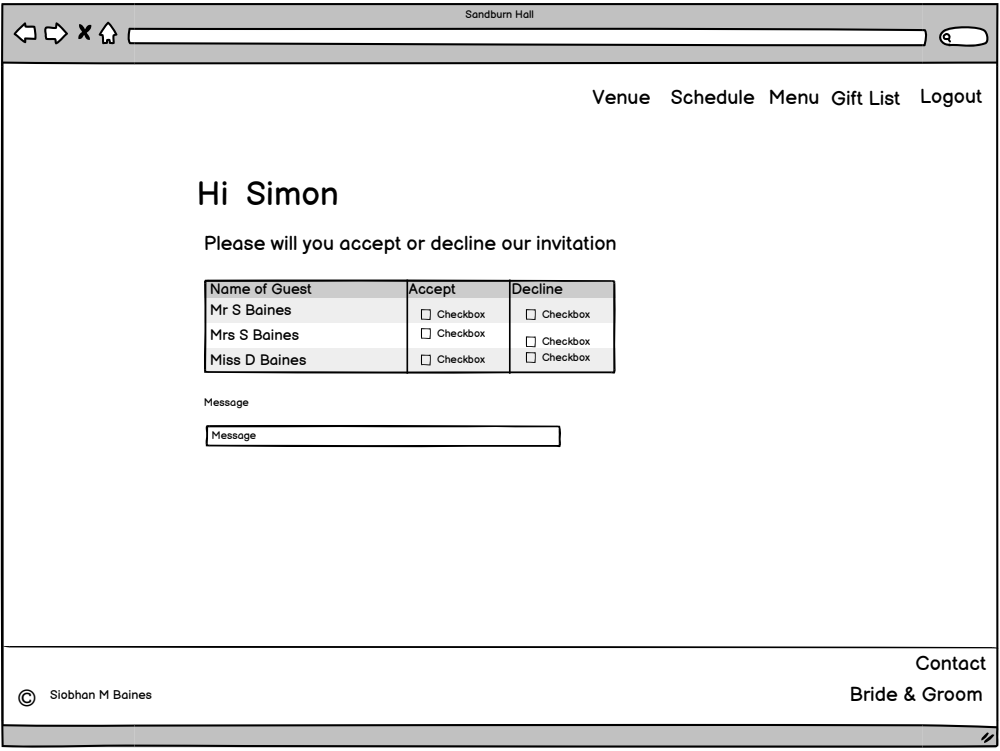 Sandburn Hall
Venue Schedule Menu Gift List Logout
Hi Simon
Please will you accept or decline our invitation
Name of Guest Accept Decline
Mr S Baines Checkbox Checkbox
Mrs S Baines Checkbox Checkbox
Miss D Baines Checkbox Checkbox
Message
Message
Contact
© Siobhan M Baines
Bride & Groom